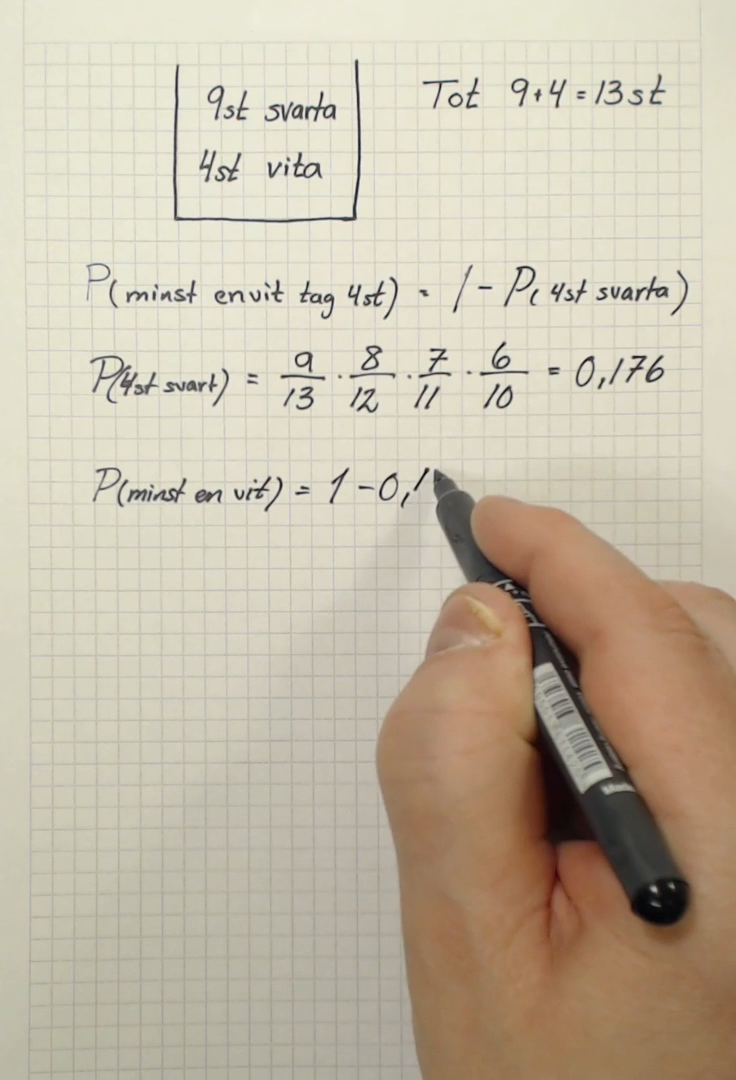 9st svarta
4st vita
Tot 9+4=13st
P(minst en vit tag 4st) = 1-P(4st svarta)
P(4st svart) = 9/13 · 8/12 · 7/11 · 6/10 = 0,176
P(minst en vit) = 1-0,1